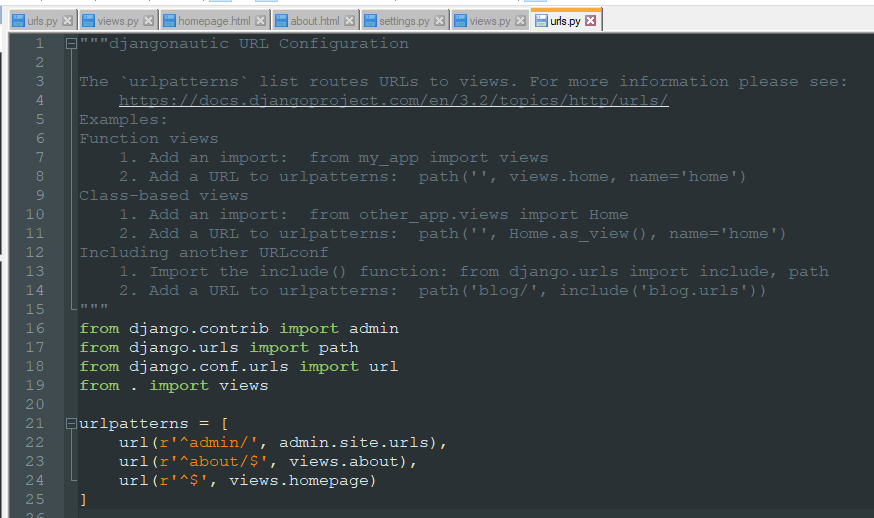 urls.py views.py homepage.html about.html settings.py views.py urls.py
1 """djangonautic URL Configuration
2
3 The `urlpatterns` list routes URLs to views. For more information please see:
4     https://docs.djangoproject.com/en/3.2/topics/http/urls/
5 Examples:
6 Function views
7     1. Add an import:  from my_app import views
8     2. Add a URL to urlpatterns:  path('', views.home, name='home')
9 Class-based views
10     1. Add an import:  from other_app.views import Home
11     2. Add a URL to urlpatterns:  path('', Home.as_view(), name='home')
12 Including another URLconf
13     1. Import the include() function: from django.urls import include, path
14     2. Add a URL to urlpatterns:  path('blog/', include('blog.urls'))
15 """
16 from django.contrib import admin
17 from django.urls import path
18 from django.conf.urls import url
19 from . import views
20
21 urlpatterns = [
22     url(r'^admin/', admin.site.urls),
23     url(r'^about/$', views.about),
24     url(r'^$', views.homepage)
25 ]
26